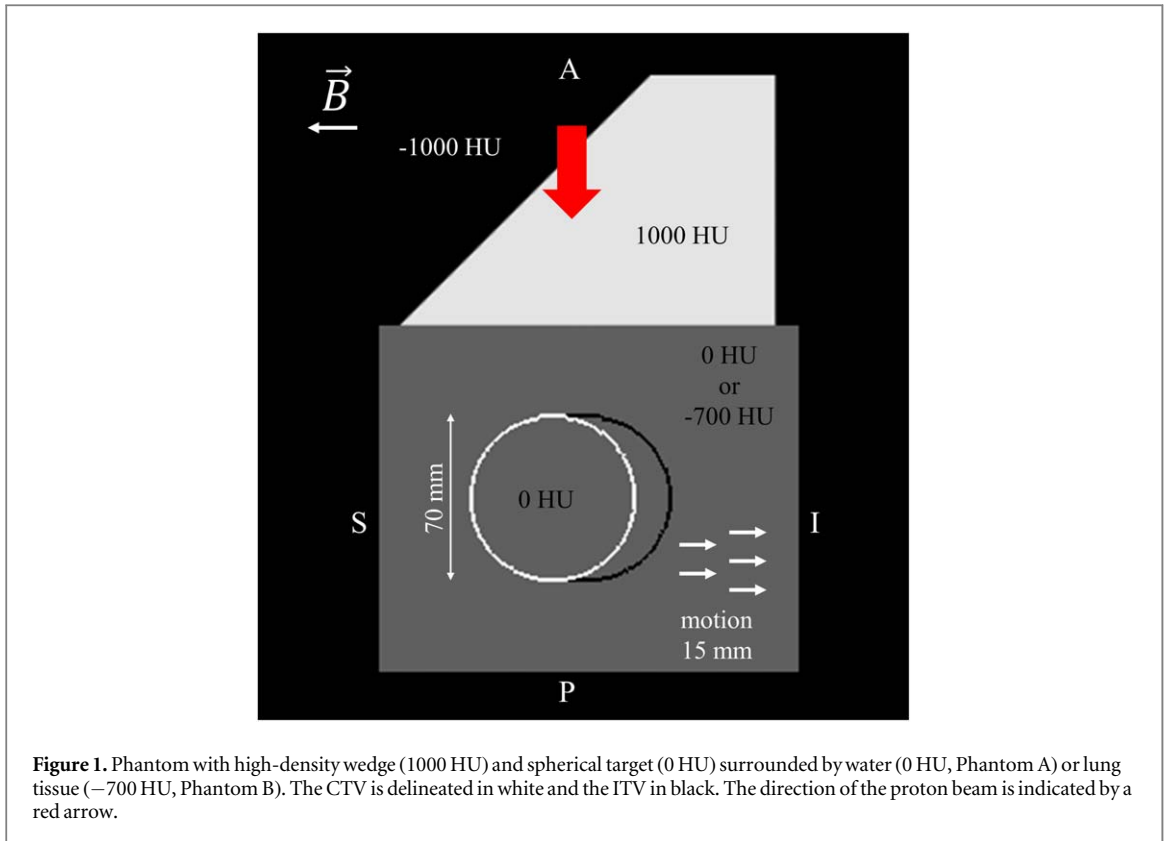 A
B
-1000 HU
1000 HU
0 HU
or
-700 HU
70 mm
0 HU
S
I
motion
15 mm
P
Figure 1. Phantom with high-density wedge (1000 HU) and spherical target (0 HU) surrounded by water (0 HU, Phantom A) or lung
tissue (−700 HU, Phantom B). The CTV is delineated in white and the ITV in black. The direction of the proton beam is indicated by a
red arrow.